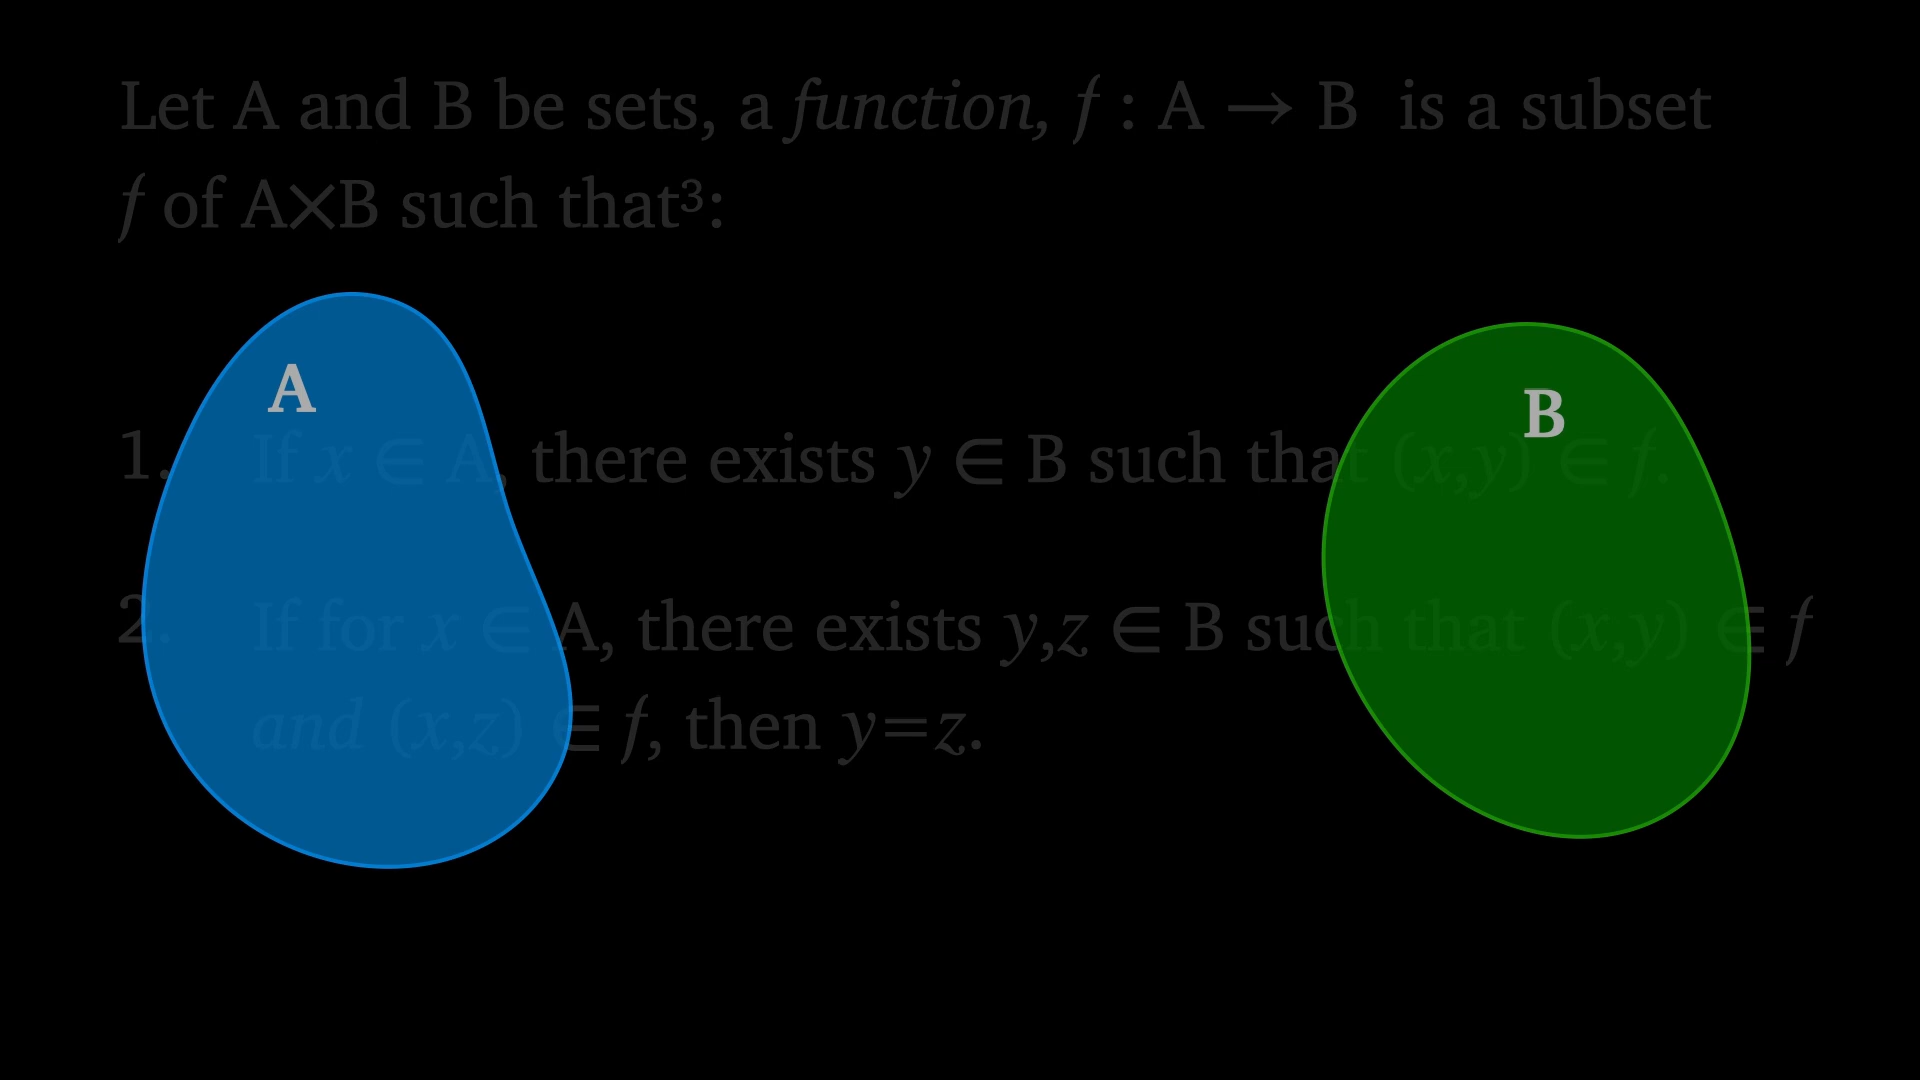 Let A and B be sets, a function, f : A → B is a subset
f of A×B such that³:
A
B
1. If x ∈ A, there exists y ∈ B such that (x,y) ∈ f.
2. If for x ∈ A, there exists y,z ∈ B such that (x,y) ∈ f
and (x,z) ∈ f, then y=z.